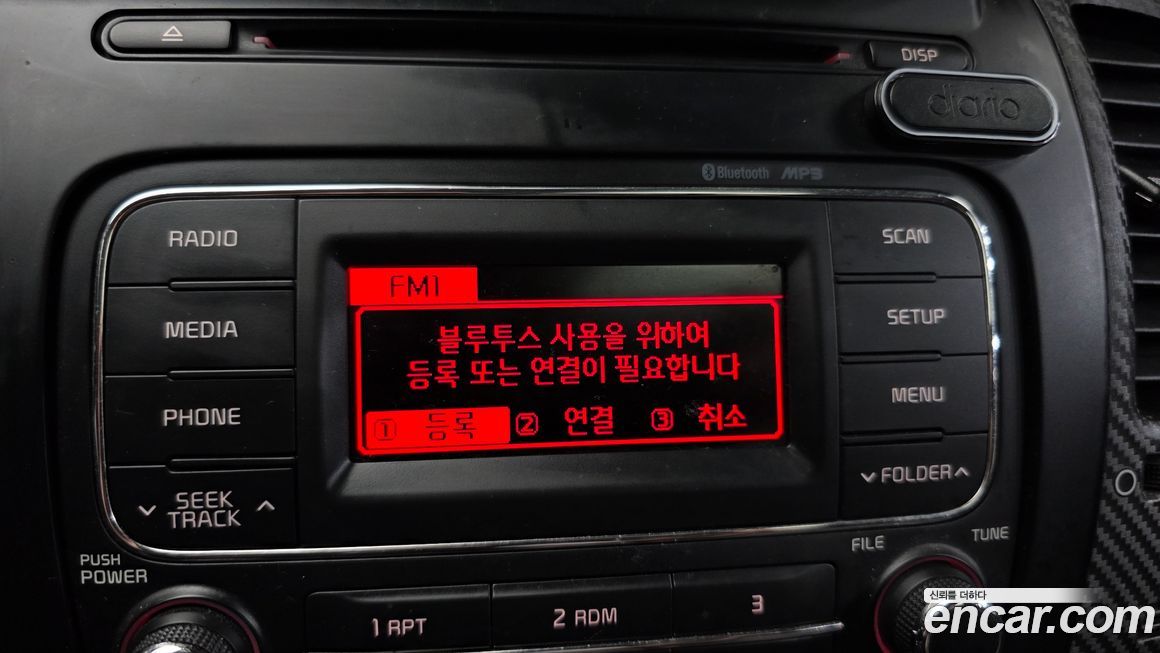 DISP
diario
Bluetooth MP3
RADIO
SCAN
FM1
MEDIA
SETUP
블루투스 사용을 위하여
등록 또는 연결이 필요합니다
PHONE
MENU
① 등록 ② 연결 ③ 취소
SEEK
TRACK
FOLDER
PUSH
POWER
FILE
TUNE
1 RPT
2 RDM
3
신뢰를 더하다
encar.com